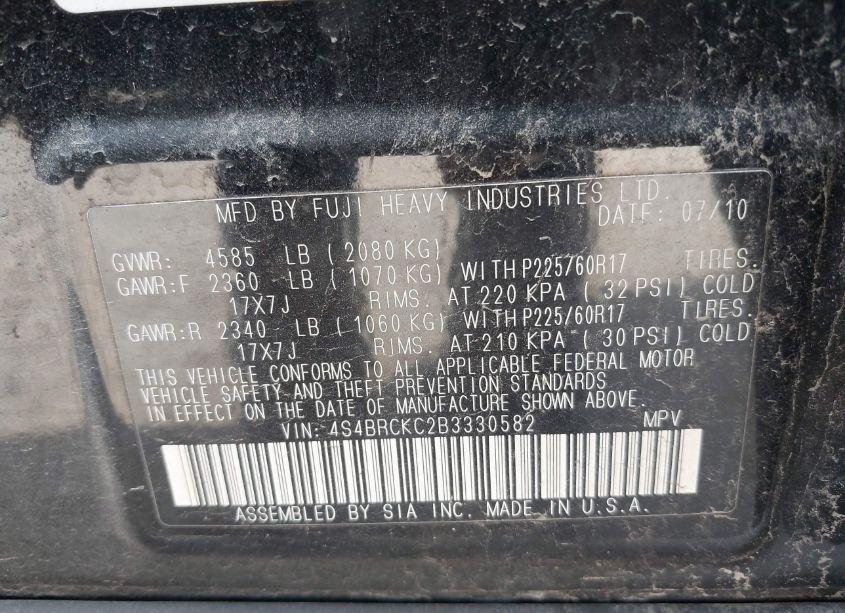 MFD BY FUJI HEAVY INDUSTRIES LTD.
DATE: 07/10
GVWR: 4585 LB ( 2080 KG)
GAWR:F 2360 LB ( 1070 KG) WITH P225/60R17 TIRES.
17X7J RIMS. AT 220 KPA ( 32 PSI) COLD
GAWR:R 2340 LB ( 1060 KG) WITH P225/60R17 TIRES.
17X7J RIMS. AT 210 KPA ( 30 PSI) COLD
THIS VEHICLE CONFORMS TO ALL APPLICABLE FEDERAL MOTOR
VEHICLE SAFETY AND THEFT PREVENTION STANDARDS
IN EFFECT ON THE DATE OF MANUFACTURE SHOWN ABOVE.
VIN: 4S4BRCKC2B3330582 MPV
ASSEMBLED BY SIA INC. MADE IN U.S.A.